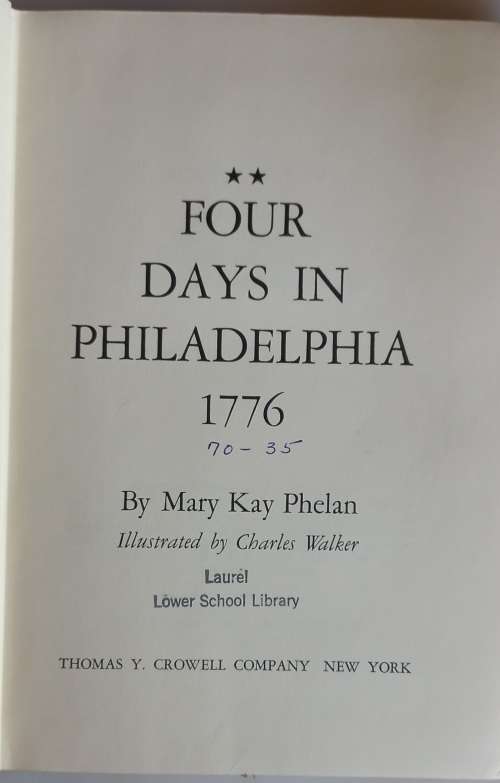 ★★
FOUR
DAYS IN
PHILADELPHIA
1776
70-35
By Mary Kay Phelan
Illustrated by Charles Walker
Laurel
Lower School Library
THOMAS Y. CROWELL COMPANY NEW YORK